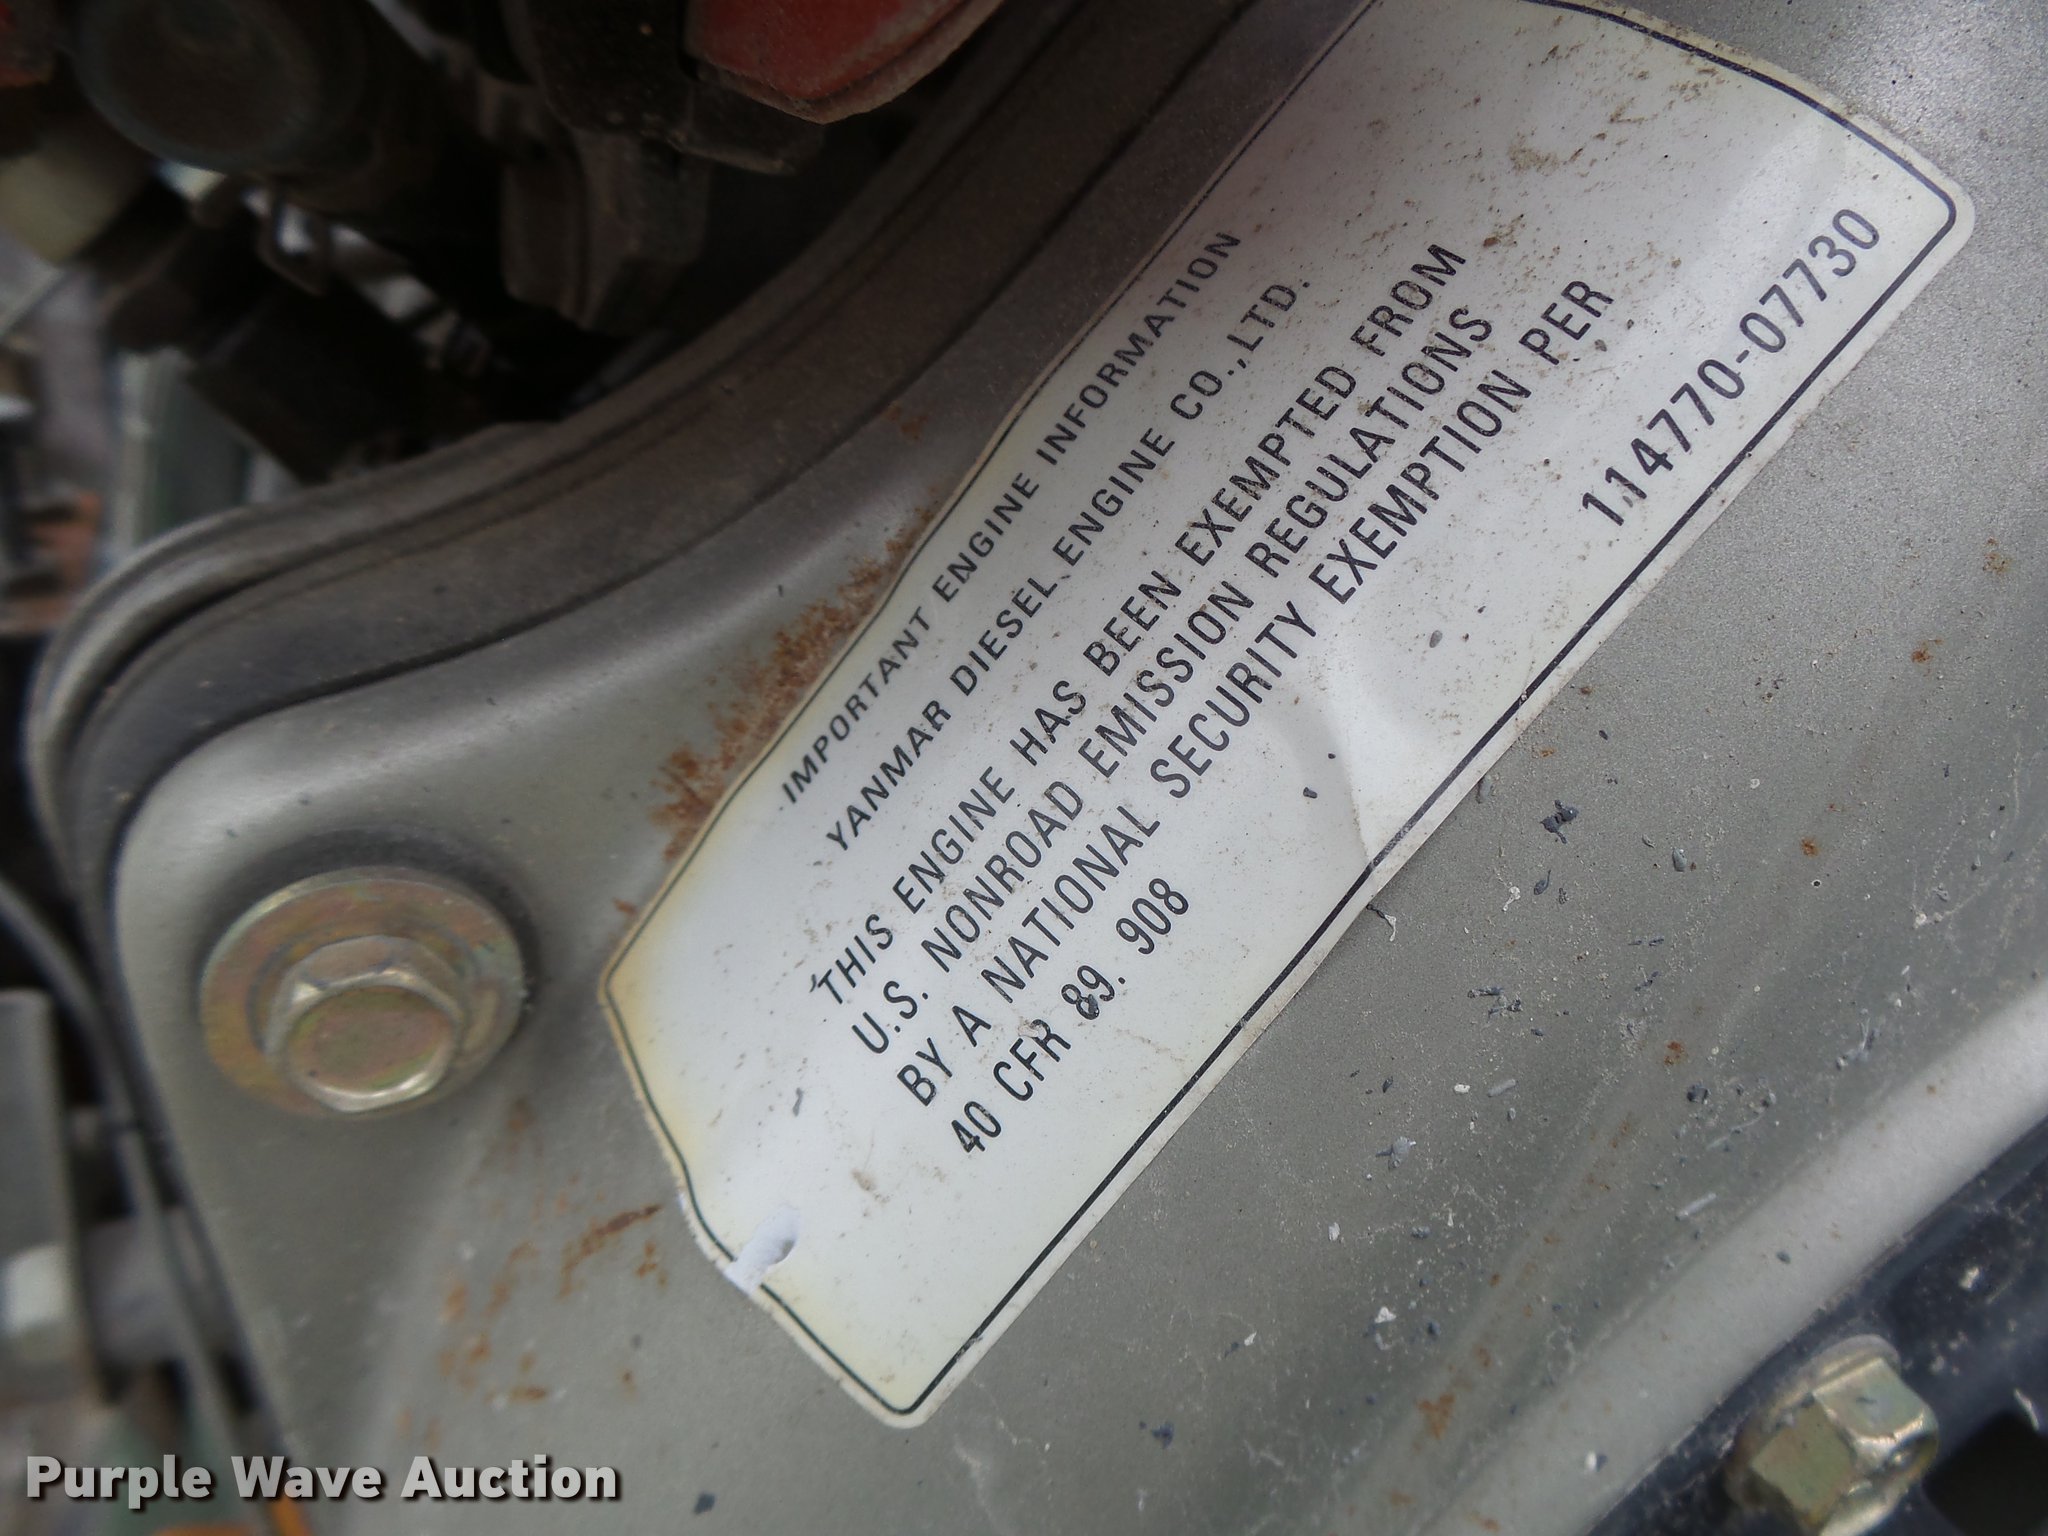 IMPORTANT ENGINE INFORMATION
YANMAR DIESEL ENGINE CO., LTD.
THIS ENGINE HAS BEEN EXEMPTED FROM
U.S. NONROAD EMISSION REGULATIONS
BY A NATIONAL SECURITY EXEMPTION PER
40 CFR 89. 908
114770-07730
Purple Wave Auction